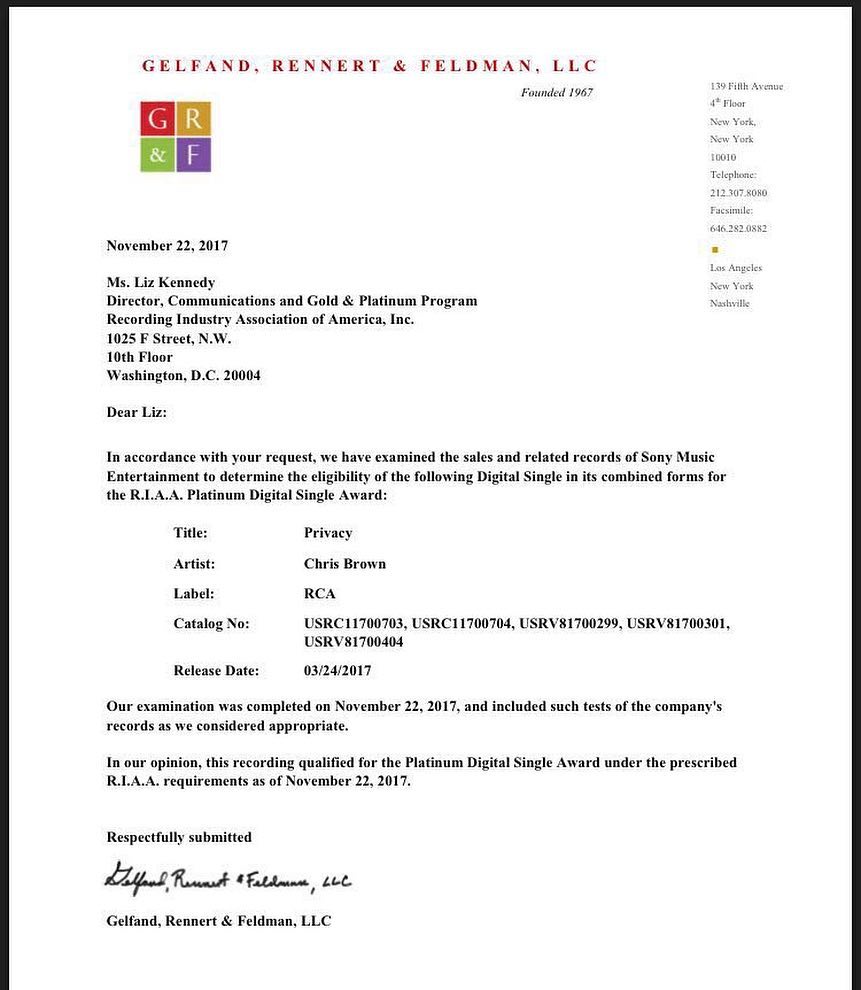 GELFAND, RENNERT & FELDMAN, LLC
Founded 1967
G R
& F
139 Fifth Avenue
4th Floor
New York,
New York
10010
Telephone:
212.307.8080
Facsimile:
646.282.0882
Los Angeles
New York
Nashville
November 22, 2017
Ms. Liz Kennedy
Director, Communications and Gold & Platinum Program
Recording Industry Association of America, Inc.
1025 F Street, N.W.
10th Floor
Washington, D.C. 20004
Dear Liz:
In accordance with your request, we have examined the sales and related records of Sony Music
Entertainment to determine the eligibility of the following Digital Single in its combined forms for
the R.I.A.A. Platinum Digital Single Award:
Title: Privacy
Artist: Chris Brown
Label: RCA
Catalog No: USRC11700703, USRC11700704, USRV81700299, USRV81700301,
USRV81700404
Release Date: 03/24/2017
Our examination was completed on November 22, 2017, and included such tests of the company's
records as we considered appropriate.
In our opinion, this recording qualified for the Platinum Digital Single Award under the prescribed
R.I.A.A. requirements as of November 22, 2017.
Respectfully submitted
Gelfand, Rennert & Feldman, LLC
Gelfand, Rennert & Feldman, LLC